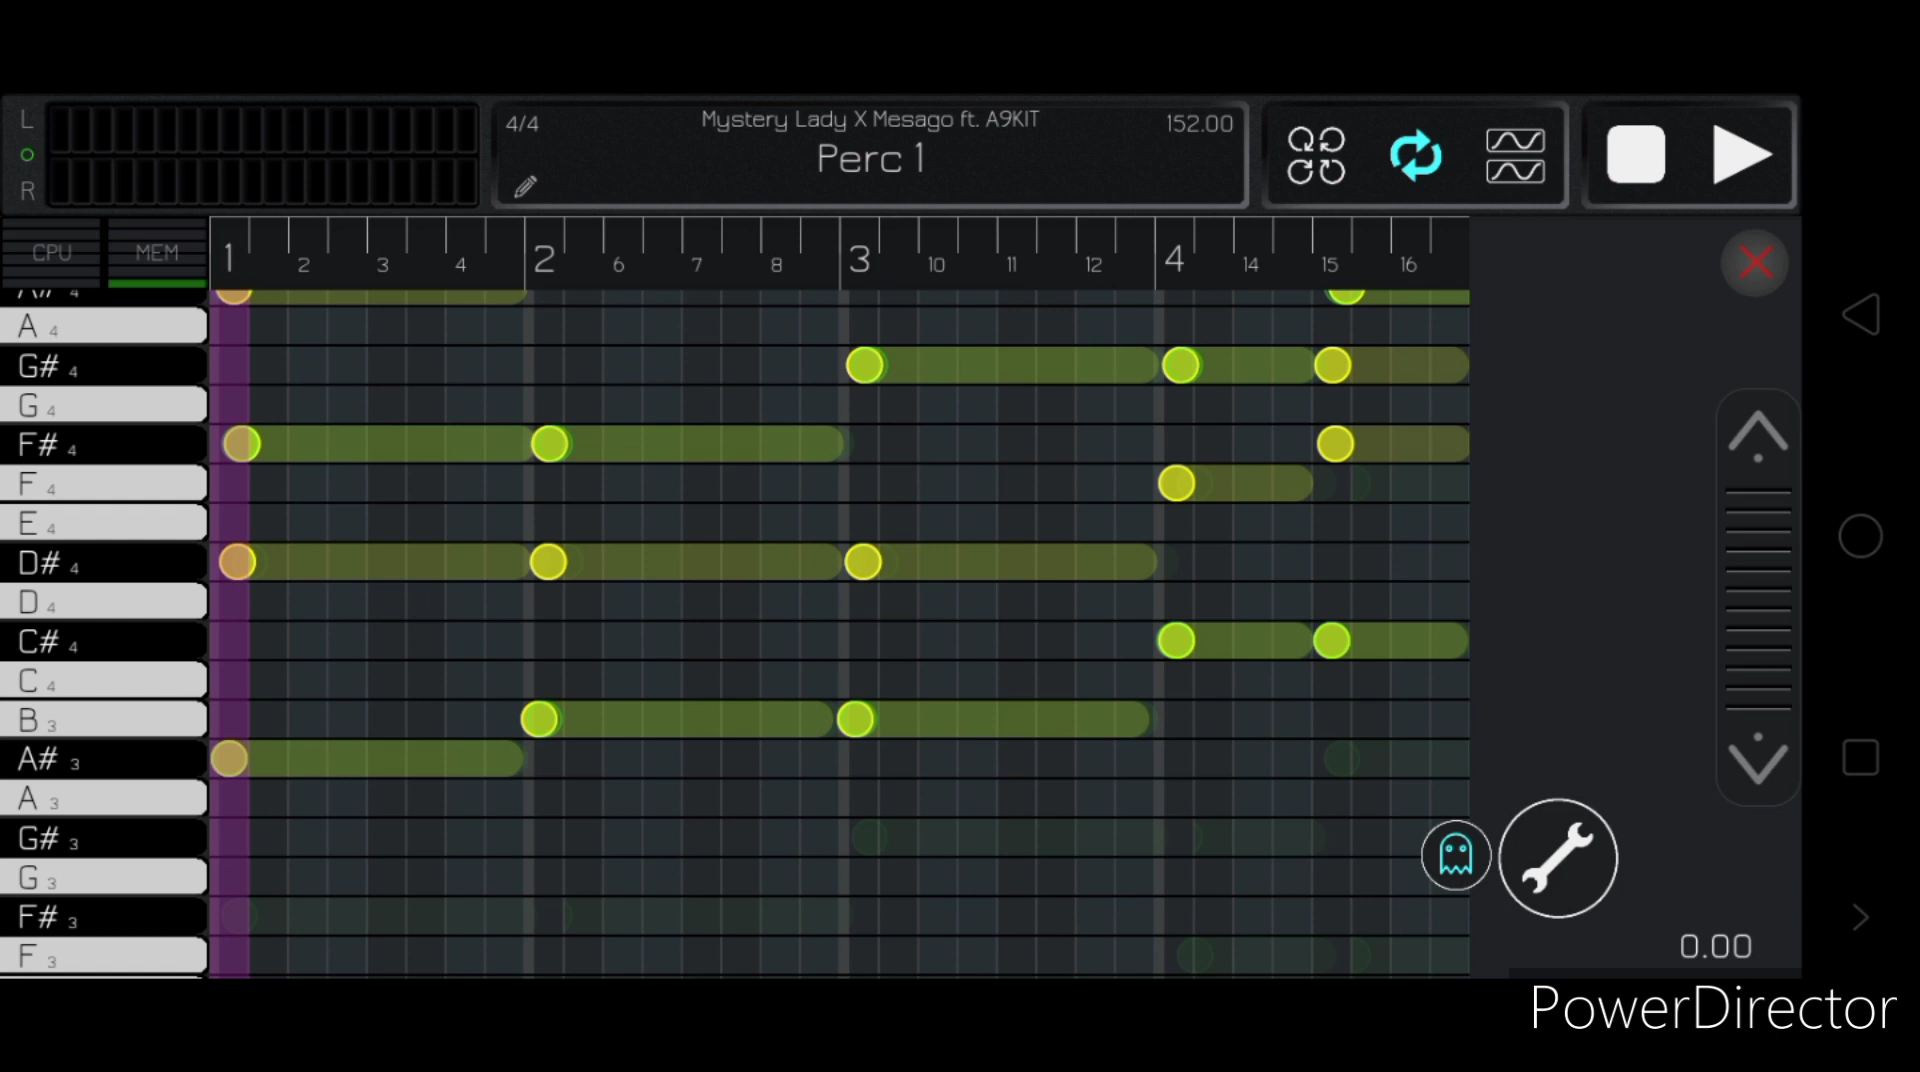 L
R
4/4
Mystery Lady X Mesago ft. A9KIT
152.00
Perc 1
CPU
MEM
1 2 3 4 2 6 7 8 3 10 11 12 4 14 15 16
A# 4
A 4
G# 4
G 4
F# 4
F 4
E 4
D# 4
D 4
C# 4
C 4
B 3
A# 3
A 3
G# 3
G 3
F# 3
F 3
0.00
PowerDirector